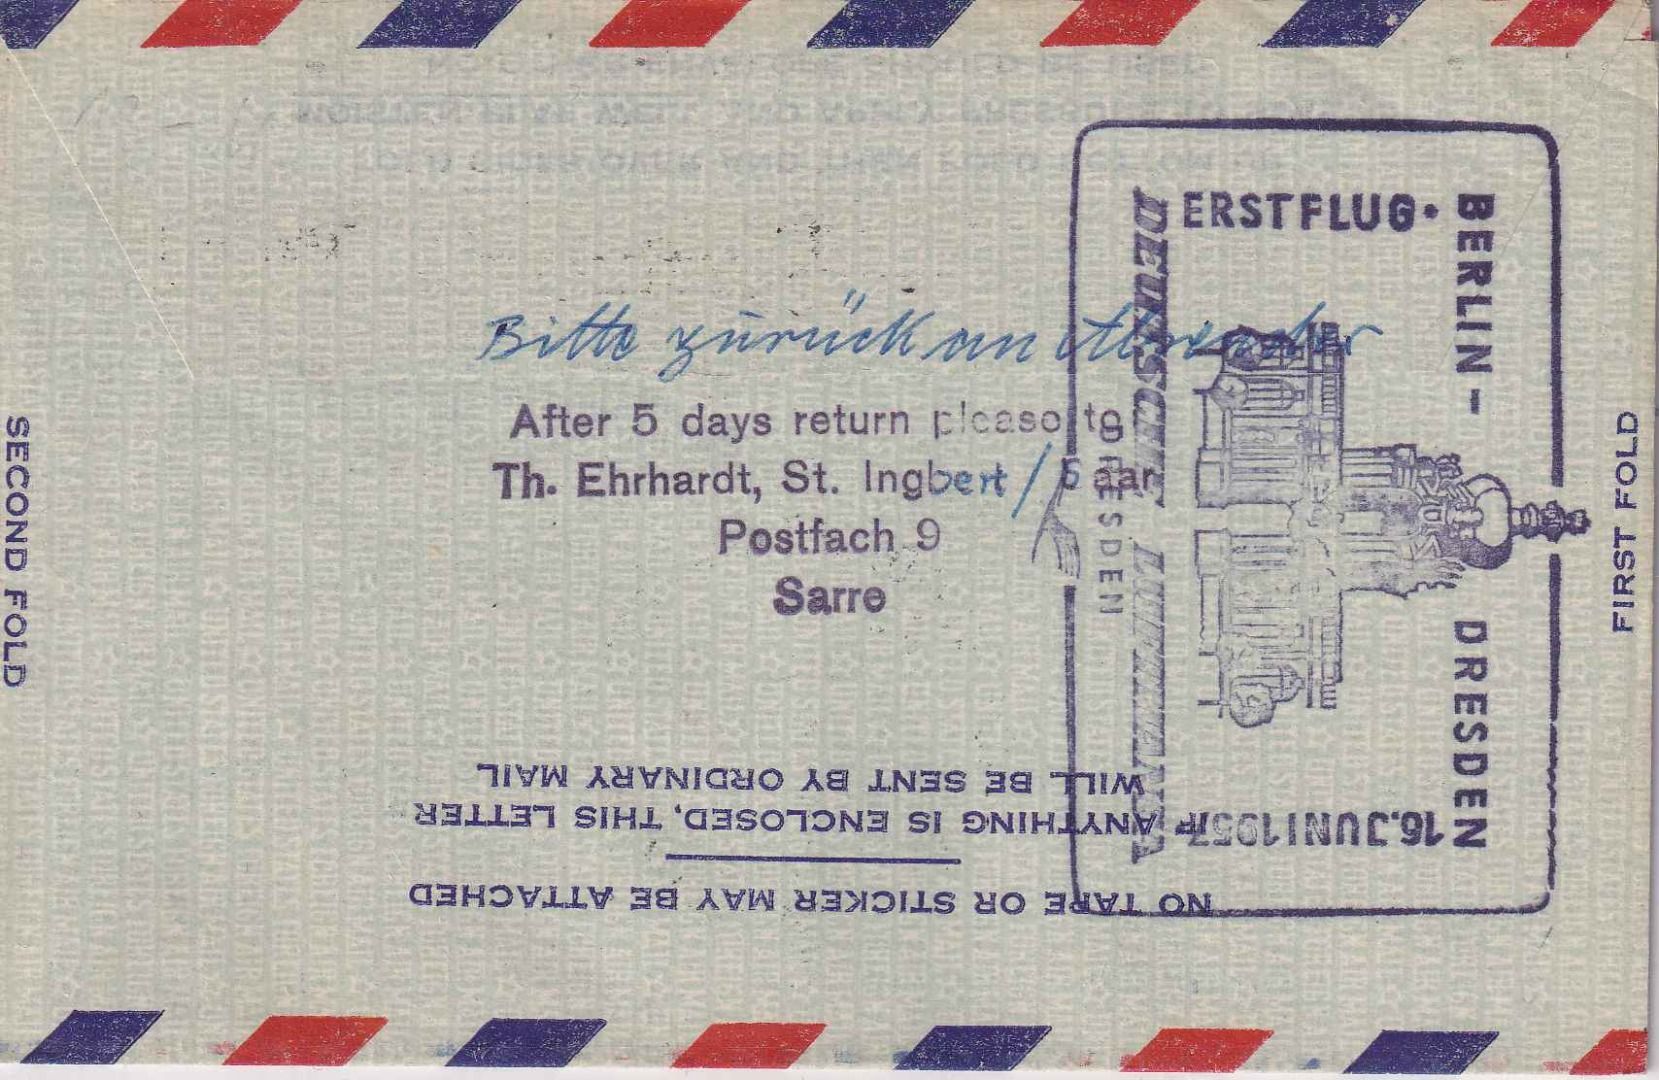 ERSTFLUG •
BERLIN - DRESDEN
DEUTSCHE LUFTHANSA
DRESDEN
16. JUNI 1957
Bitte zurück an Absender
After 5 days return please to
Th. Ehrhardt, St. Ingbert / Saar
Postfach 9
Sarre
SECOND FOLD
FIRST FOLD
NO TAPE OR STICKER MAY BE ATTACHED
IF ANYTHING IS ENCLOSED, THIS LETTER
WILL BE SENT BY ORDINARY MAIL